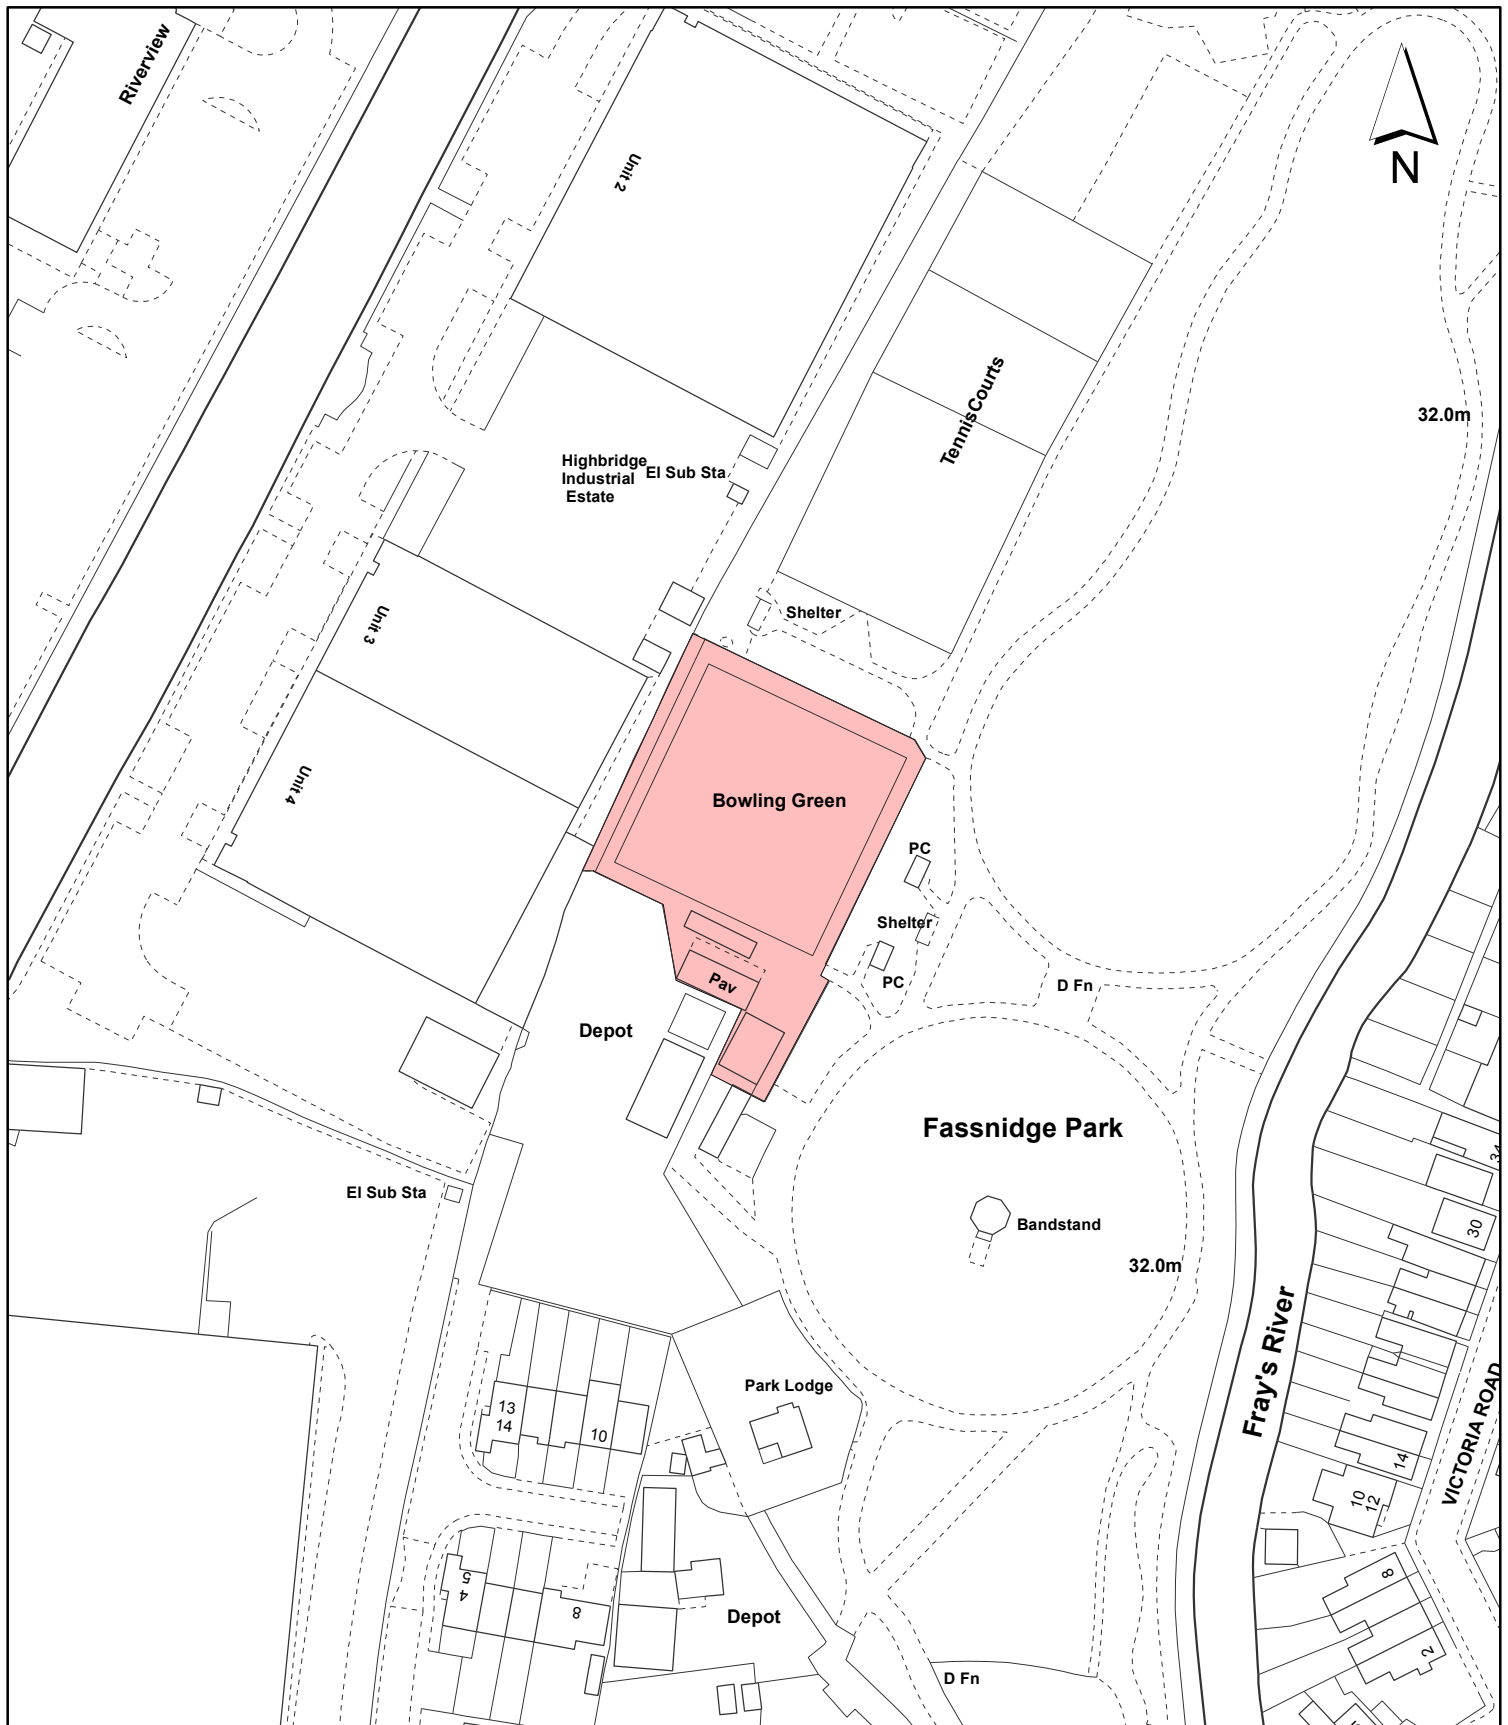 Riverview
N
Unit 2
32.0m
TennisCourts
Highbridge
Industrial
Estate
El Sub Sta
Shelter
Unit 3
Unit 4
Bowling Green
PC
Shelter
PC
Pav
D Fn
Depot
Fassnidge Park
34
El Sub Sta
Bandstand
30
32.0m
Fray's River
Park Lodge
13
14
10
VICTORIA ROAD
14
10
12
5
4
8
8
Depot
2
D Fn